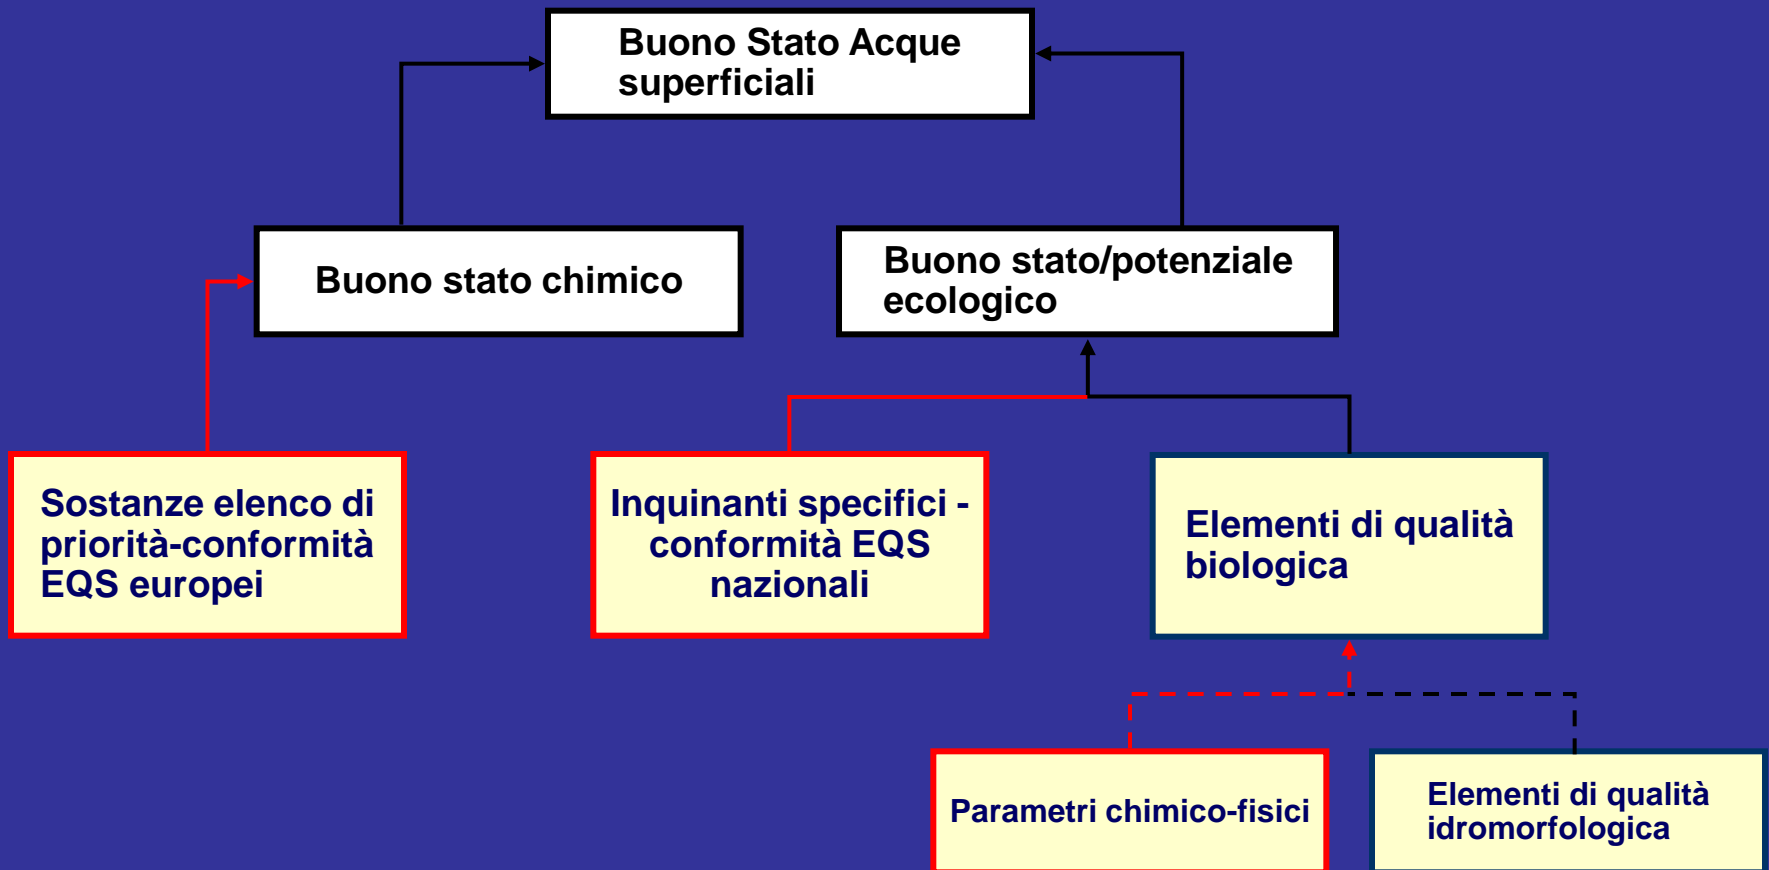 Buono Stato Acque
superficiali
Buono stato chimico
Buono stato/potenziale
ecologico
Sostanze elenco di
priorità-conformità
EQS europei
Inquinanti specifici -
conformità EQS
nazionali
Elementi di qualità
biologica
Parametri chimico-fisici
Elementi di qualità
idromorfologica